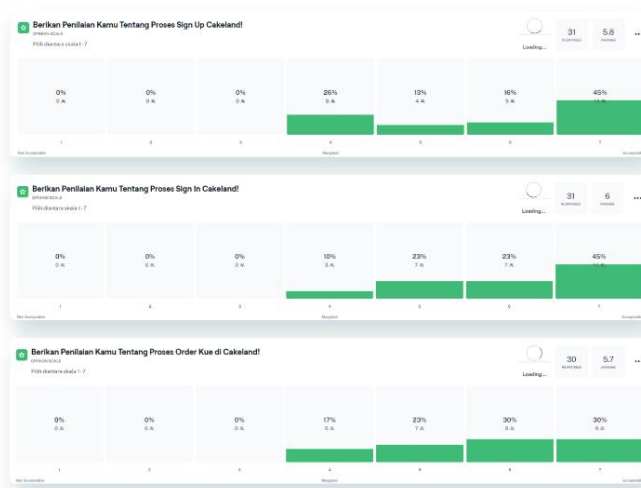 Berikan Penilaian Kamu Tentang Proses Sign Up Cakeland!
OPINION SCALE
Pilih diantara skala 1 - 7
Loading...
31
RESPONSES
5.8
AVERAGE
0%
0%
0%
26%
13%
16%
45%
1
2
3
4
5
6
7
Not Acceptable
Marginal
Berikan Penilaian Kamu Tentang Proses Sign In Cakeland!
OPINION SCALE
Pilih diantara skala 1 - 7
Loading...
31
RESPONSES
6
AVERAGE
0%
0%
0%
10%
23%
23%
45%
1
2
3
4
5
6
7
Not Acceptable
Marginal
Berikan Penilaian Kamu Tentang Proses Order Kue di Cakeland!
OPINION SCALE
Pilih diantara skala 1 - 7
Loading...
30
RESPONSES
5.7
AVERAGE
0%
0%
0%
17%
23%
30%
30%
1
2
3
4
5
6
7
Not Acceptable
Marginal